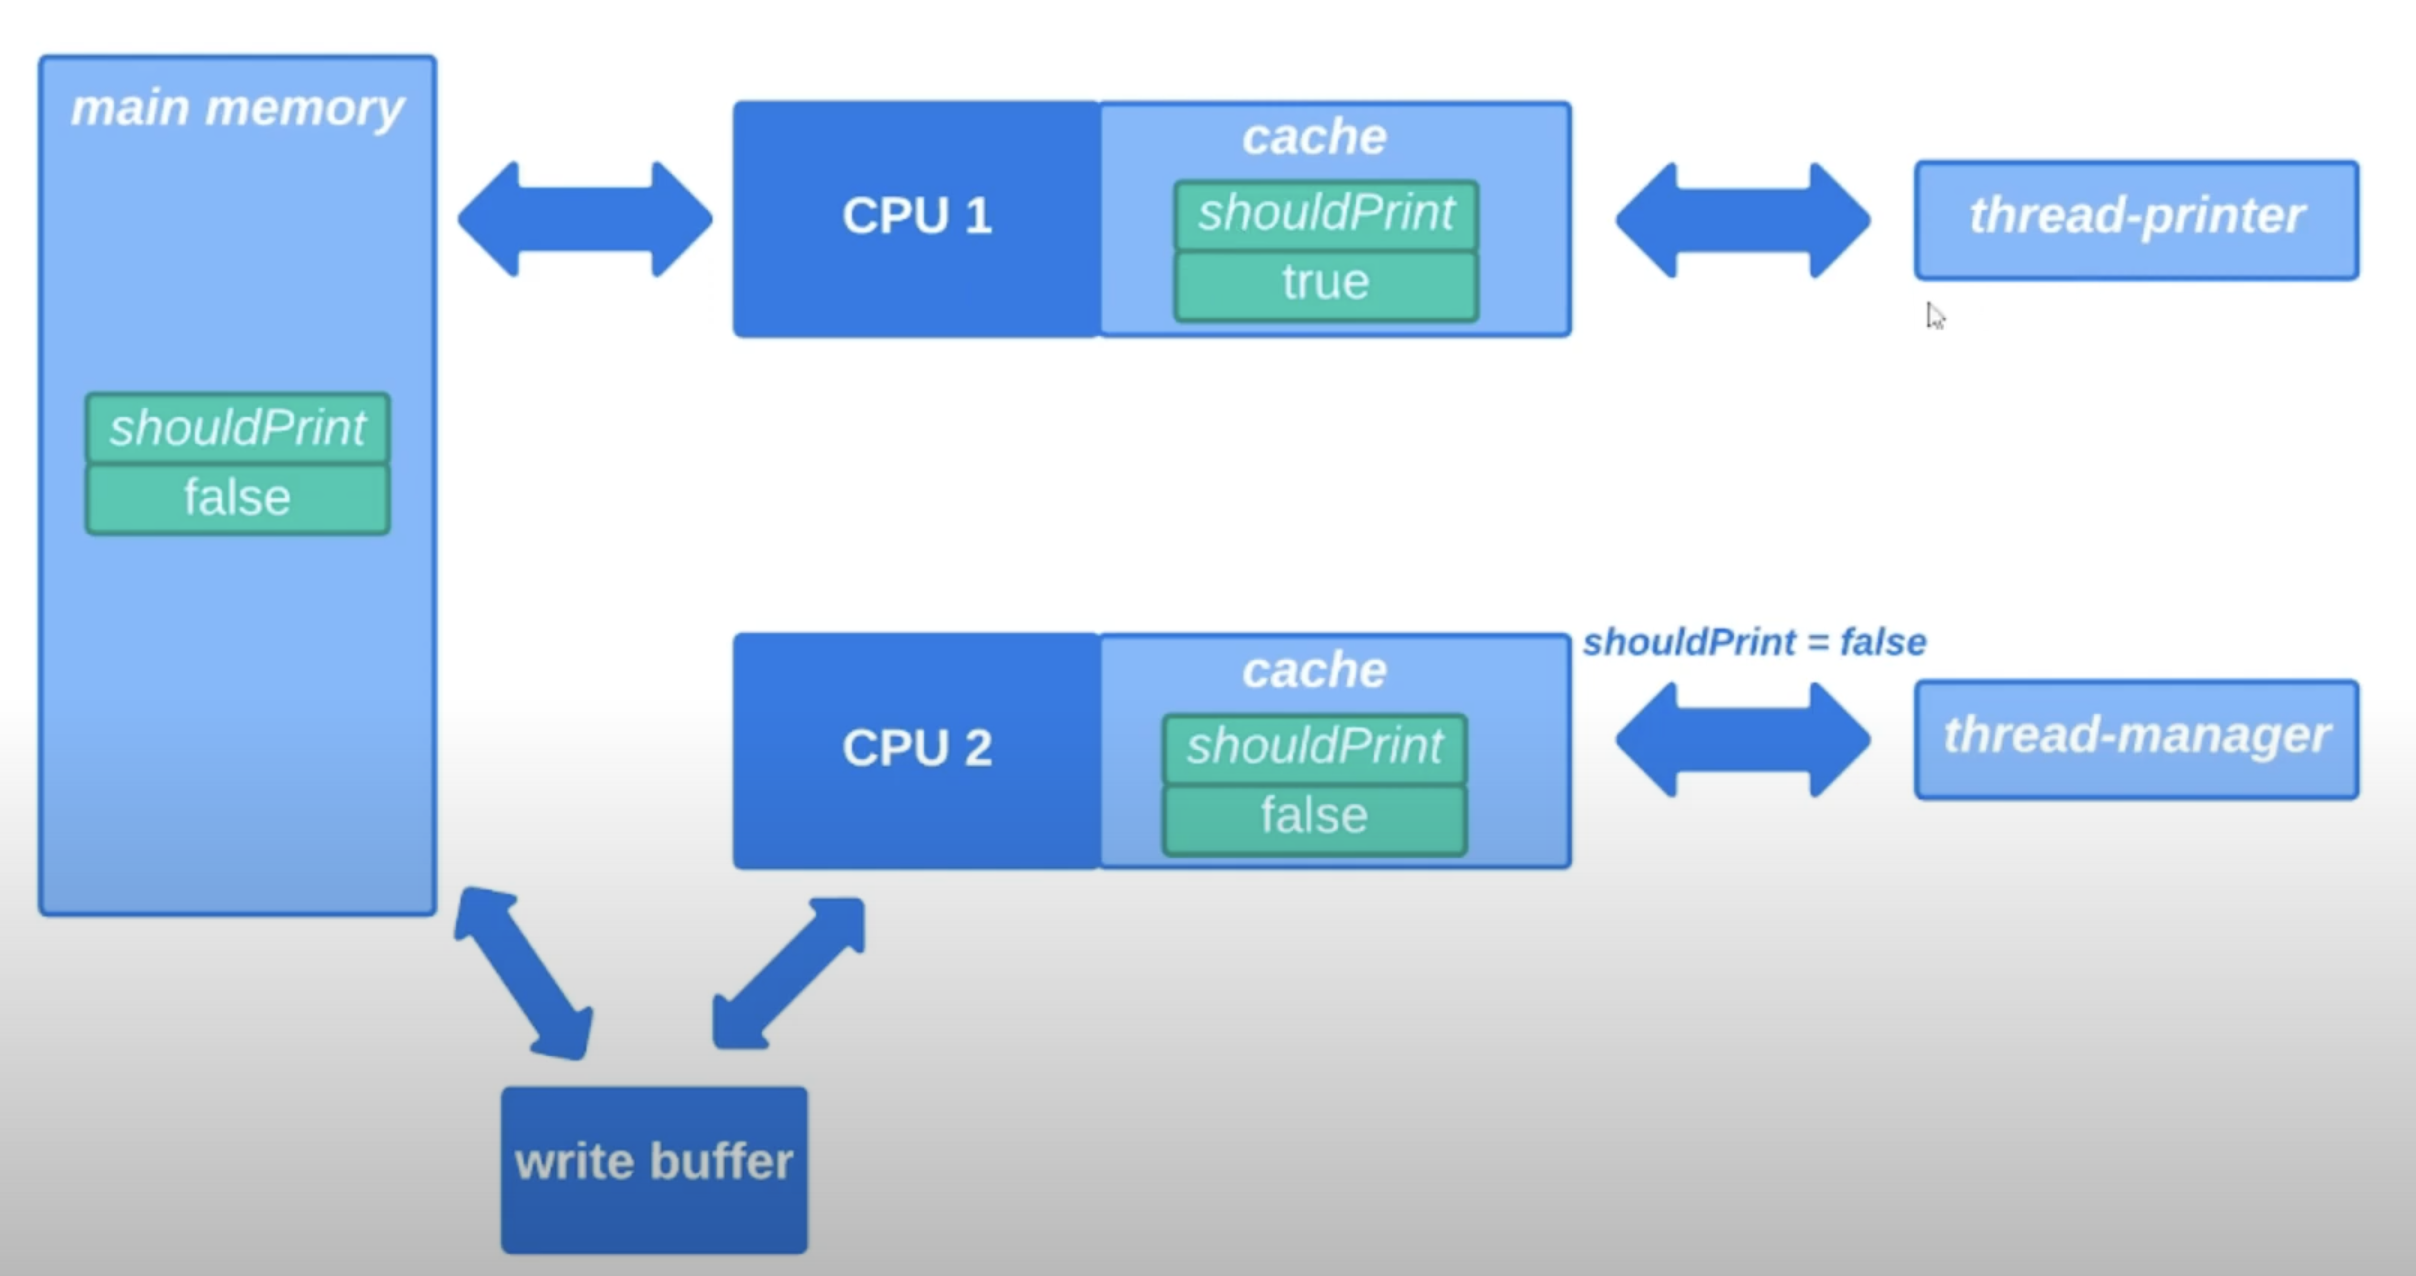 main memory
shouldPrint
false
CPU 1
cache
shouldPrint
true
thread-printer
CPU 2
cache
shouldPrint
false
shouldPrint = false
thread-manager
write buffer